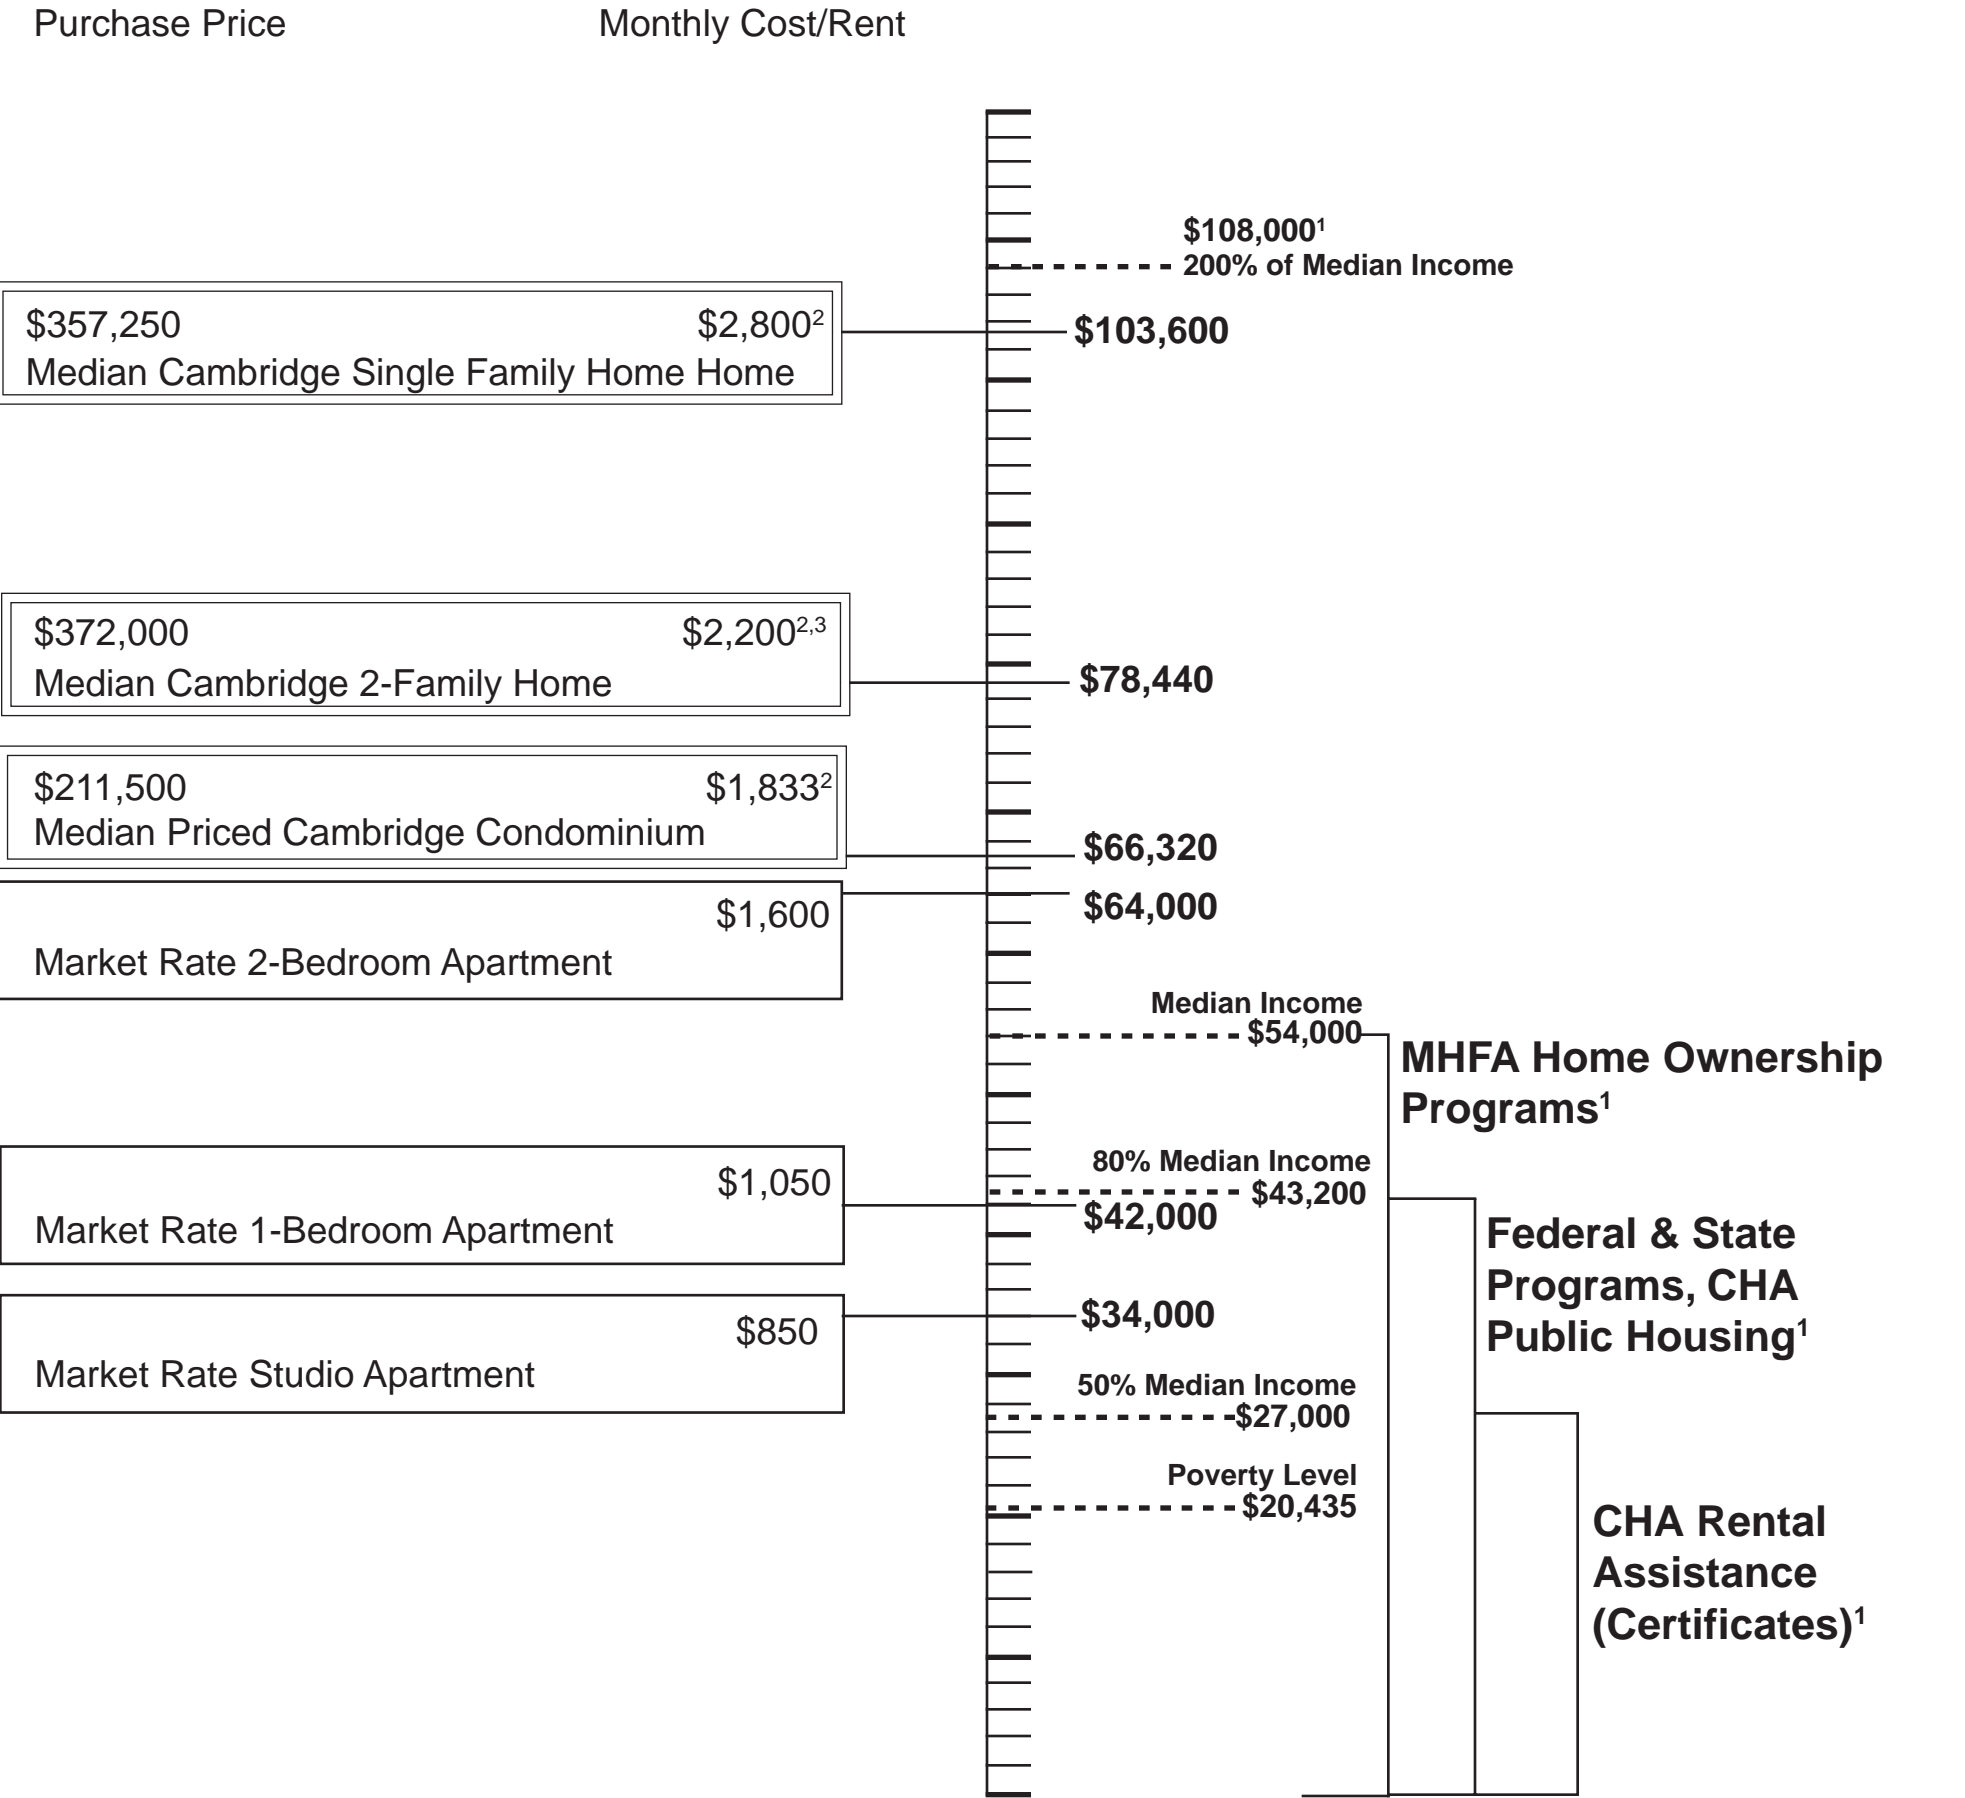 Purchase Price Monthly Cost/Rent
$108,000¹
200% of Median Income
$357,250 $2,800²
Median Cambridge Single Family Home Home
$103,600
$372,000 $2,200²,³
Median Cambridge 2-Family Home
$78,440
$211,500 $1,833²
Median Priced Cambridge Condominium
$66,320
$1,600
Market Rate 2-Bedroom Apartment
$64,000
Median Income
$54,000
MHFA Home Ownership
Programs¹
80% Median Income
$43,200
$1,050
Market Rate 1-Bedroom Apartment
$42,000
Federal & State
Programs, CHA
Public Housing¹
$850
Market Rate Studio Apartment
$34,000
50% Median Income
$27,000
Poverty Level
$20,435
CHA Rental
Assistance
(Certificates)¹